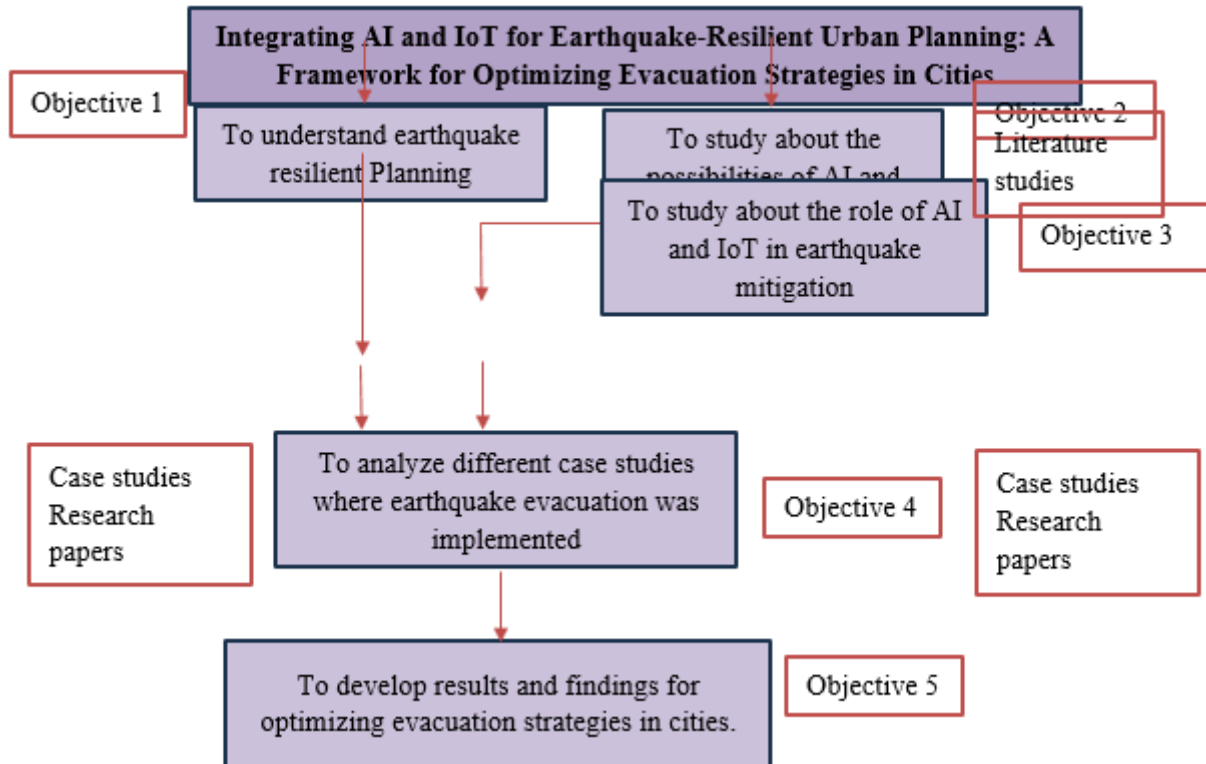 Integrating AI and IoT for Earthquake-Resilient Urban Planning: A
Framework for Optimizing Evacuation Strategies in Cities
Objective 1
To understand earthquake
resilient Planning
To study about the
possibilities of AI and
Objective 2
Literature
studies
To study about the role of AI
and IoT in earthquake
mitigation
Objective 3
Case studies
Research
papers
To analyze different case studies
where earthquake evacuation was
implemented
Objective 4
Case studies
Research
papers
To develop results and findings for
optimizing evacuation strategies in cities.
Objective 5